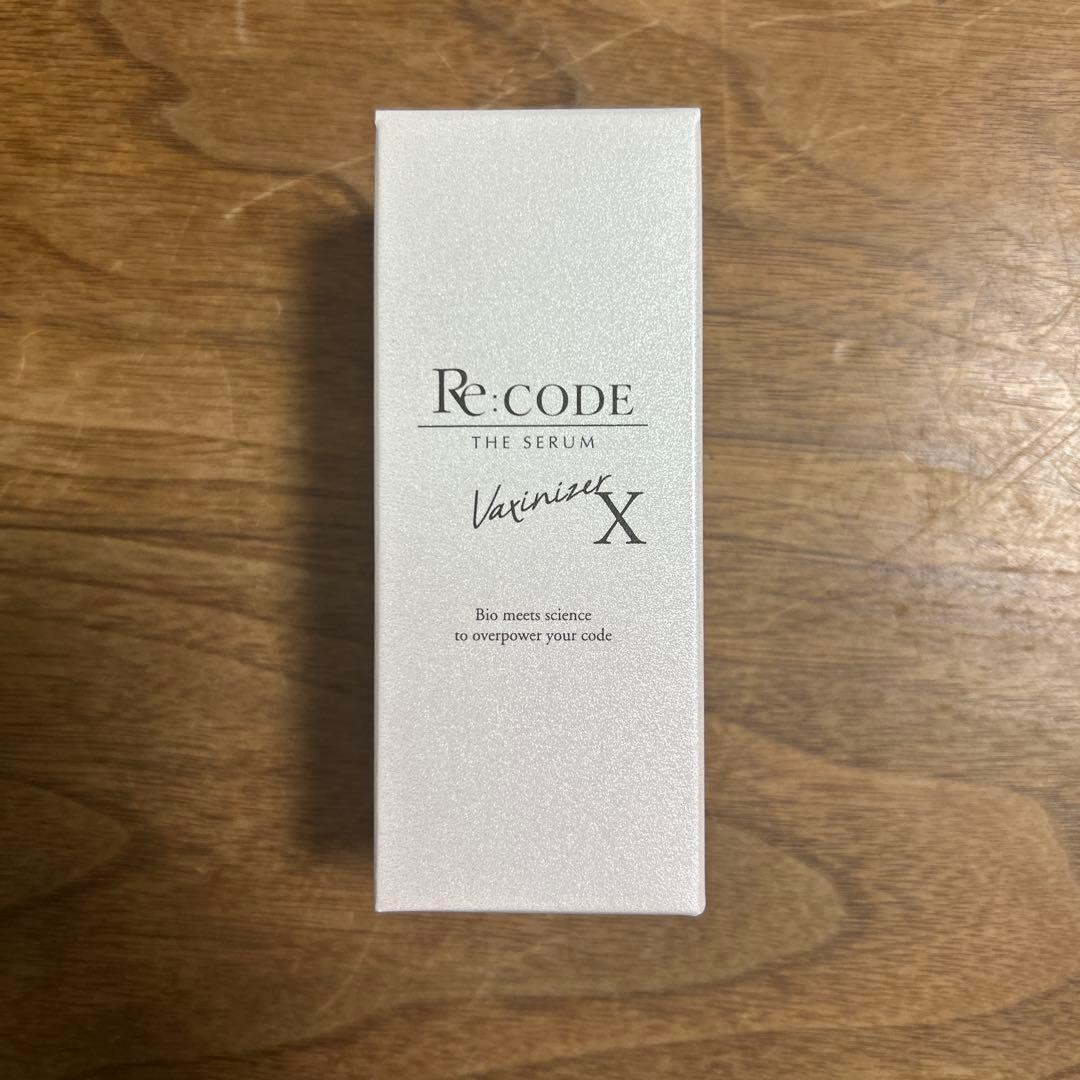 Re:CODE
THE SERUM
Vaxinizer
X
Bio meets science
to overpower your code